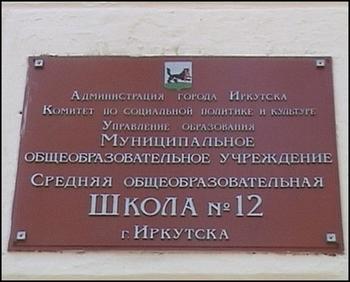 Администрация города Иркутска
Комитет по социальной политике и культуре
Управление образования
Муниципальное
общеобразовательное учреждение
Средняя общеобразовательная
Школа №12
г. Иркутска